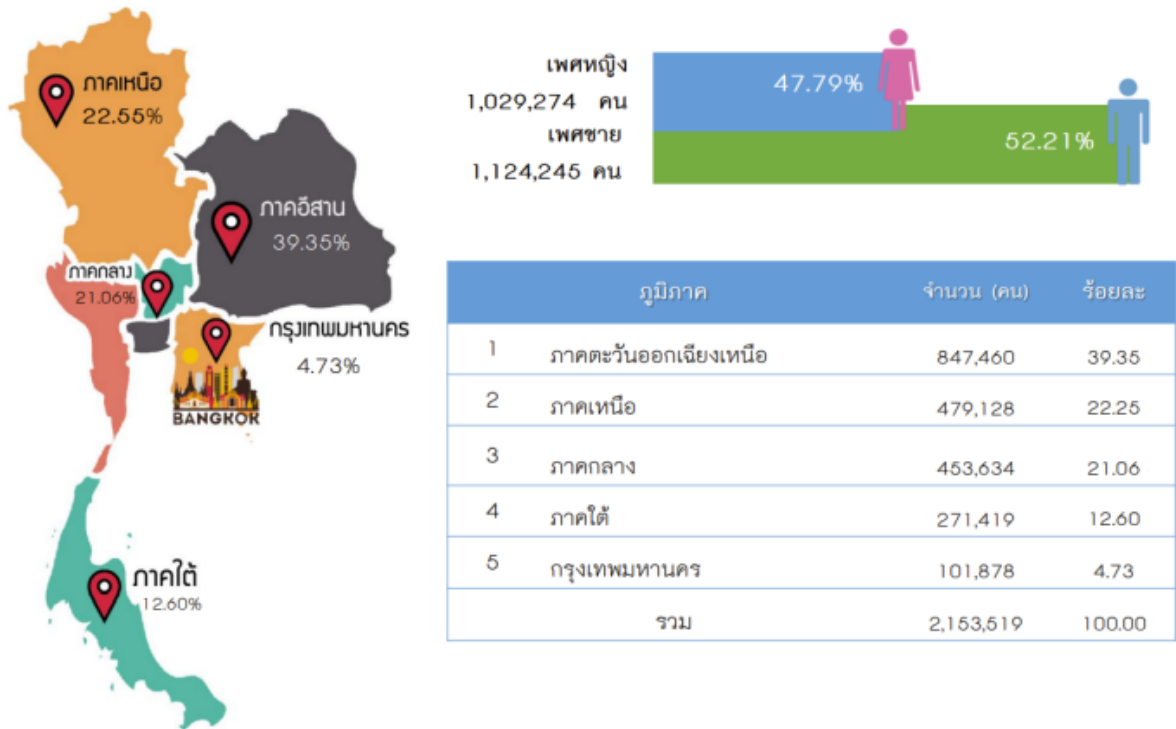 ภาคเหนือ
22.55%
ภาคอีสาน
39.35%
ภาคกลาง
21.06%
กรุงเทพมหานคร
4.73%
BANGKOK
ภาคใต้
12.60%
เพศหญิง
1,029,274 คน
เพศชาย
1,124,245 คน
47.79%
52.21%
ภูมิภาค จำนวน (คน) ร้อยละ
1 ภาคตะวันออกเฉียงเหนือ 847,460 39.35
2 ภาคเหนือ 479,128 22.25
3 ภาคกลาง 453,634 21.06
4 ภาคใต้ 271,419 12.60
5 กรุงเทพมหานคร 101,878 4.73
รวม 2,153,519 100.00